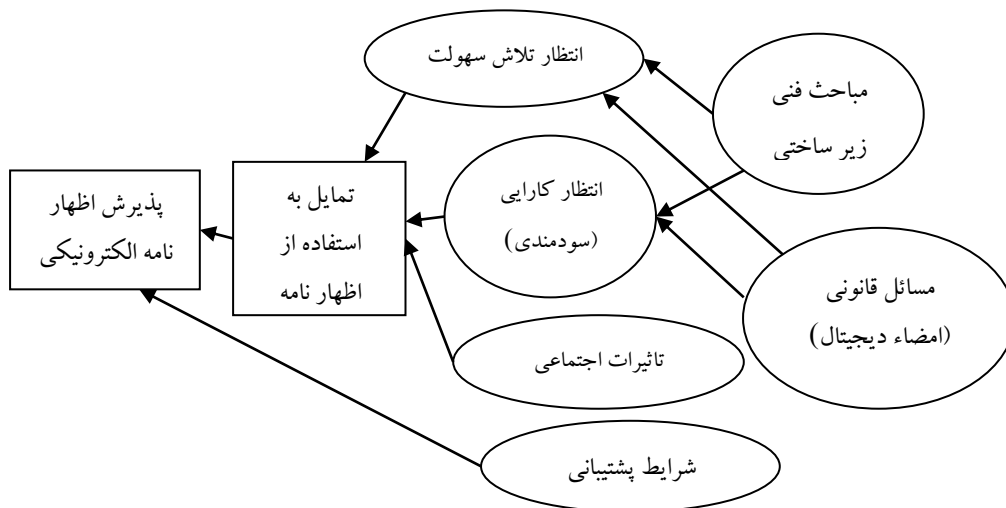 انتظار تلاش سهولت
مباحث فنی
زیر ساختی
انتظار کارایی
(سودمندی)
تمایل به
استفاده از
اظهار نامه
پذیرش اظهار
نامه الکترونیکی
مسائل قانونی
(امضاء دیجیتال)
تاثیرات اجتماعی
شرایط پشتیبانی